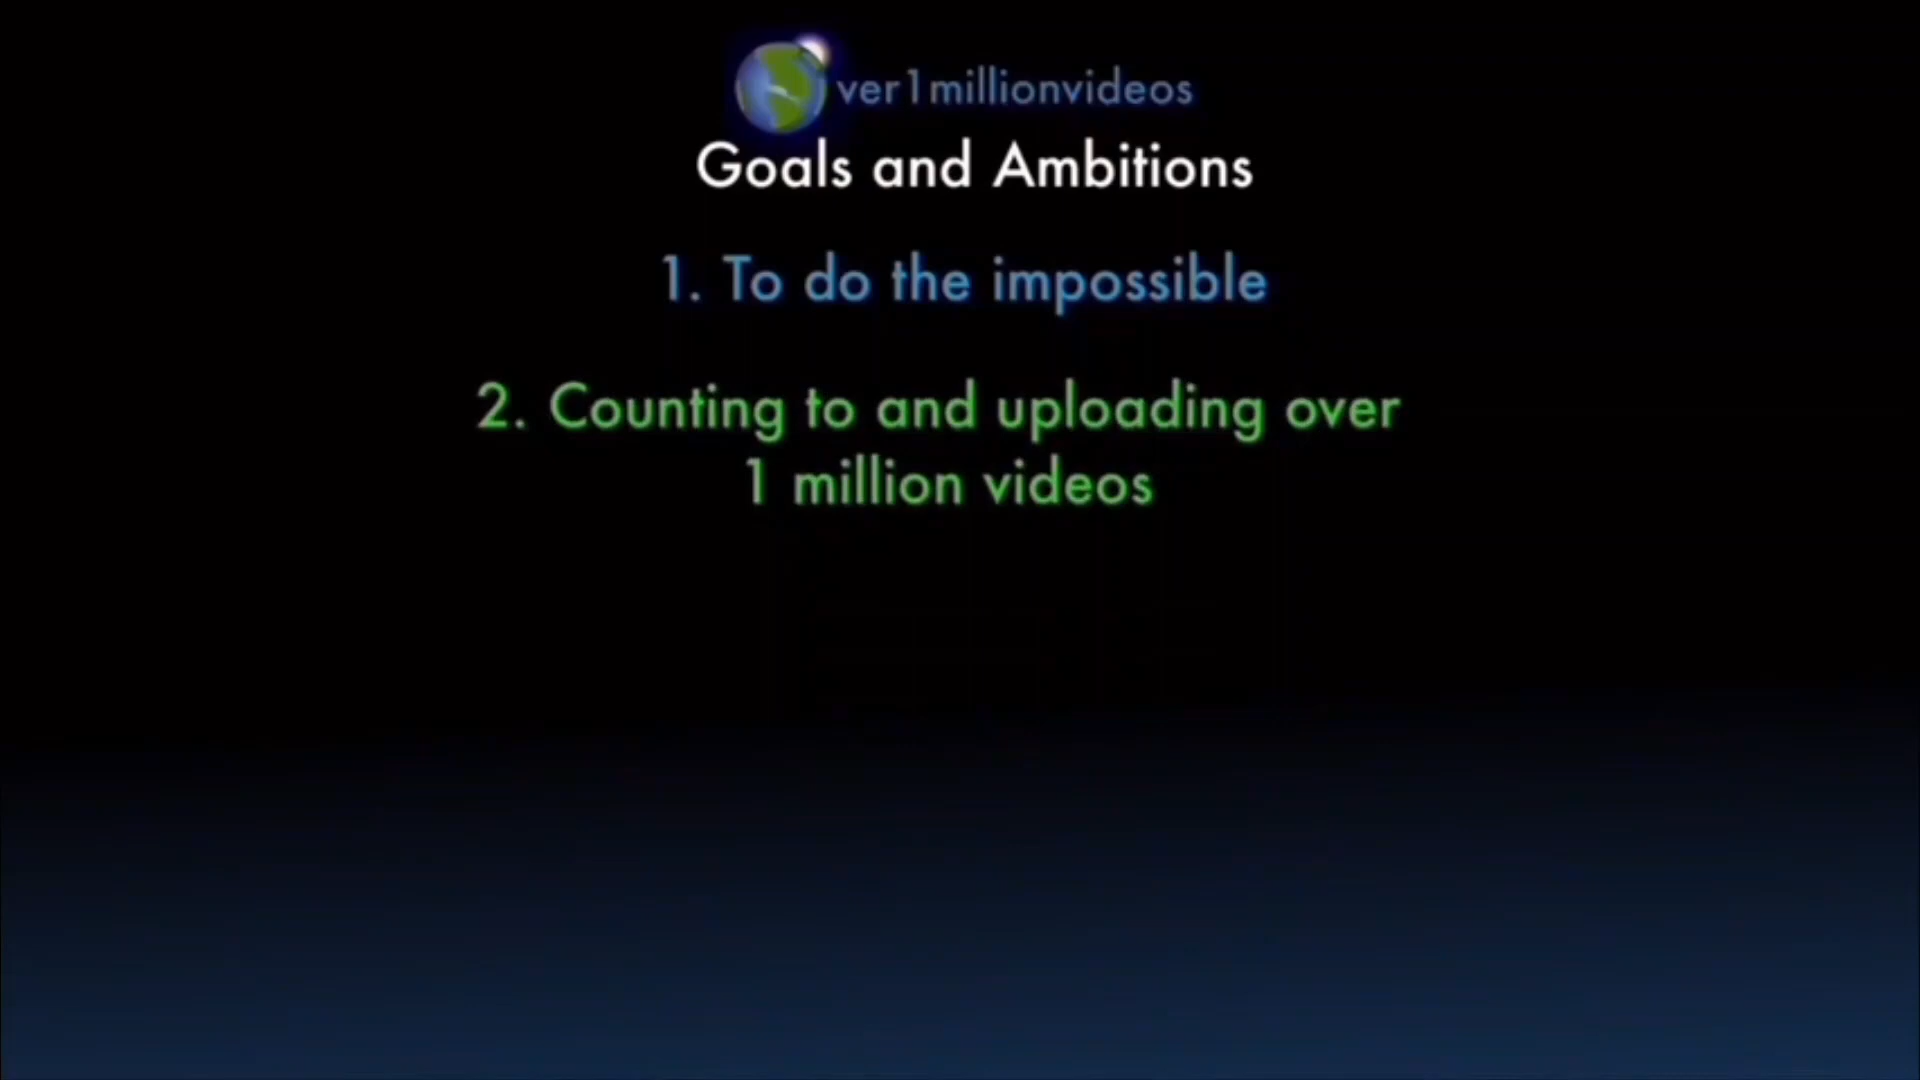 ver1millionvideos
Goals and Ambitions
1. To do the impossible
2. Counting to and uploading over
1 million videos